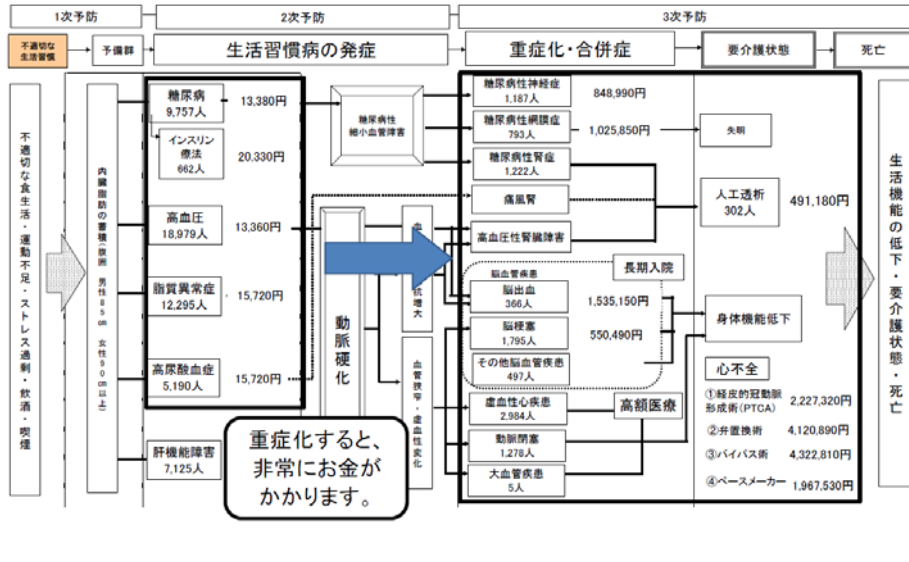 1次予防
2次予防
3次予防
不適切な
生活習慣
予備群
生活習慣病の発症
重症化・合併症
要介護状態
死亡
不適切な食生活・運動不足・ストレス過剰・飲酒・喫煙
内臓脂肪の蓄積(腹囲 男性85cm 女性90cm以上)
糖尿病
9,757人
13,380円
インスリン
療法
662人
20,330円
高血圧
18,979人
13,360円
脂質異常症
12,295人
15,720円
高尿酸血症
5,190人
15,720円
肝機能障害
7,125人
重症化すると、
非常にお金が
かかります。
糖尿病性
細小血管障害
動脈硬化
血
抗増大
血管狭窄・虚血性変化
糖尿病性神経症
1,187人
848,990円
糖尿病性網膜症
793人
1,025,850円
失明
糖尿病性腎症
1,222人
痛風腎
高血圧性腎臓障害
人工透析
302人
491,180円
長期入院
脳血管疾患
脳出血
366人
1,535,150円
脳梗塞
1,795人
550,490円
その他脳血管疾患
497人
身体機能低下
虚血性心疾患
2,984人
高額医療
動脈閉塞
1,278人
大血管疾患
5人
心不全
①経皮的冠動脈
形成術(PTCA)
2,227,320円
②弁置換術
4,120,890円
③バイパス術
4,322,810円
④ペースメーカー
1,967,530円
生活機能の低下・要介護状態・死亡